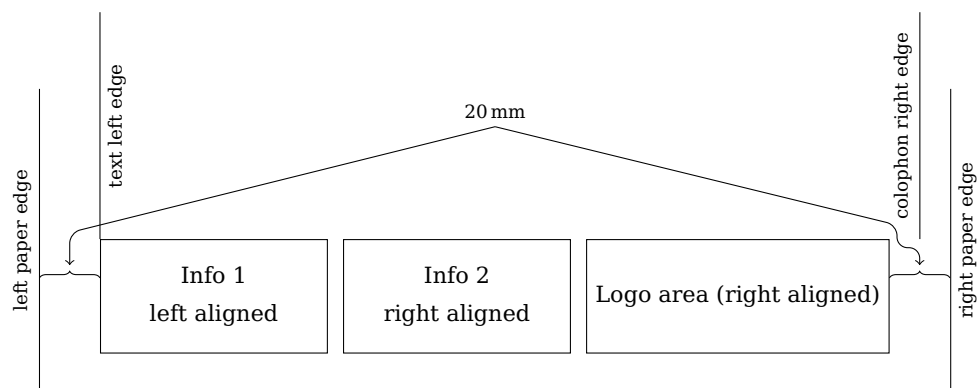 left paper edge
text left edge
20 mm
colophon right edge
right paper edge
Info 1
left aligned
Info 2
right aligned
Logo area (right aligned)